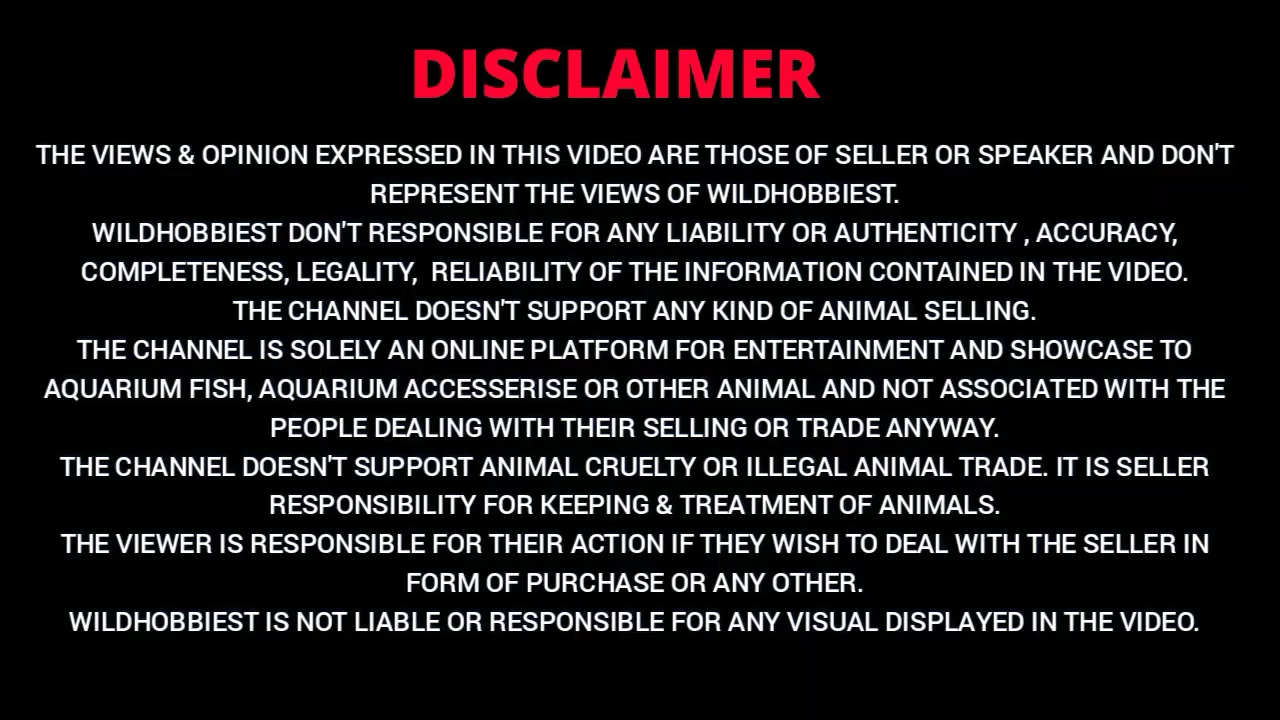 DISCLAIMER
THE VIEWS & OPINION EXPRESSED IN THIS VIDEO ARE THOSE OF SELLER OR SPEAKER AND DON'T
REPRESENT THE VIEWS OF WILDHOBBIEST.
WILDHOBBIEST DON'T RESPONSIBLE FOR ANY LIABILITY OR AUTHENTICITY , ACCURACY,
COMPLETENESS, LEGALITY,  RELIABILITY OF THE INFORMATION CONTAINED IN THE VIDEO.
THE CHANNEL DOESN'T SUPPORT ANY KIND OF ANIMAL SELLING.
THE CHANNEL IS SOLELY AN ONLINE PLATFORM FOR ENTERTAINMENT AND SHOWCASE TO
AQUARIUM FISH, AQUARIUM ACCESSERISE OR OTHER ANIMAL AND NOT ASSOCIATED WITH THE
PEOPLE DEALING WITH THEIR SELLING OR TRADE ANYWAY.
THE CHANNEL DOESN'T SUPPORT ANIMAL CRUELTY OR ILLEGAL ANIMAL TRADE. IT IS SELLER
RESPONSIBILITY FOR KEEPING & TREATMENT OF ANIMALS.
THE VIEWER IS RESPONSIBLE FOR THEIR ACTION IF THEY WISH TO DEAL WITH THE SELLER IN
FORM OF PURCHASE OR ANY OTHER.
WILDHOBBIEST IS NOT LIABLE OR RESPONSIBLE FOR ANY VISUAL DISPLAYED IN THE VIDEO.